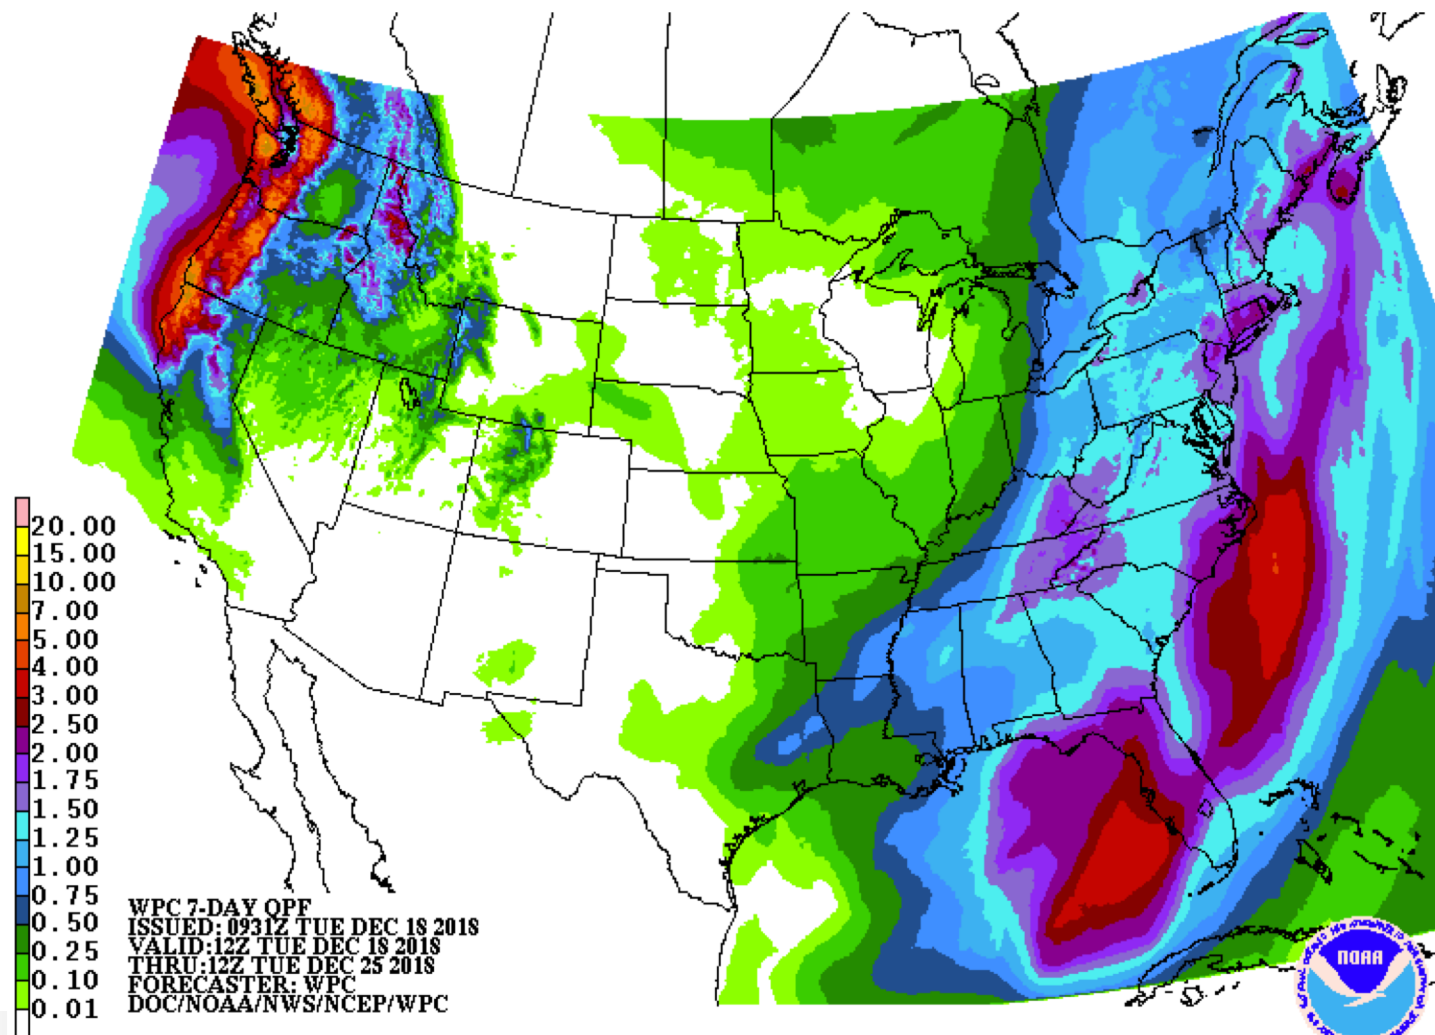 20.00
15.00
10.00
7.00
5.00
4.00
3.00
2.50
2.00
1.75
1.50
1.25
1.00
0.75
0.50
0.25
0.10
0.01
WPC 7-DAY QPF
ISSUED: 0931Z TUE DEC 18 2018
VALID:12Z TUE DEC 18 2018
THRU:12Z TUE DEC 25 2018
FORECASTER: WPC
DOC/NOAA/NWS/NCEP/WPC
NOAA